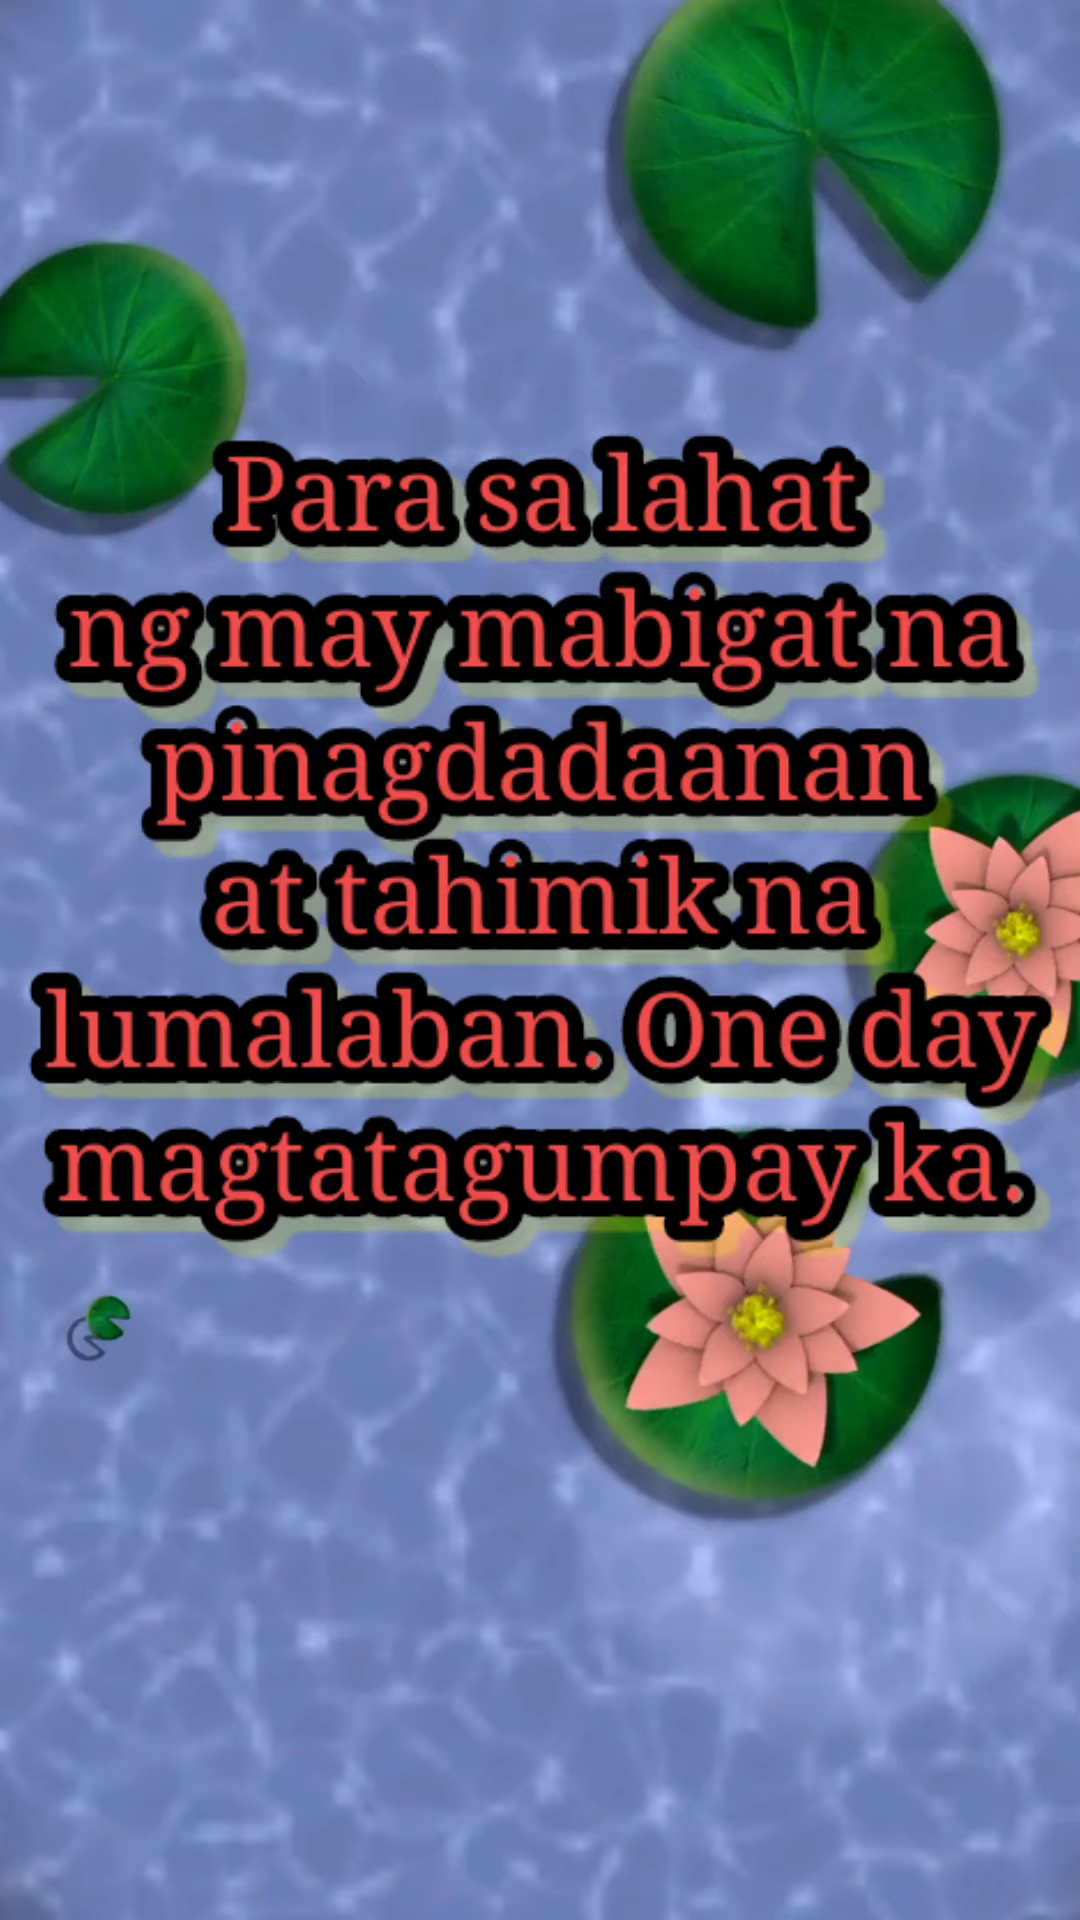 Para sa lahat
ng may mabigat na
pinagdadaanan
at tahimik na
lumalaban. One day
magtatagumpay ka.